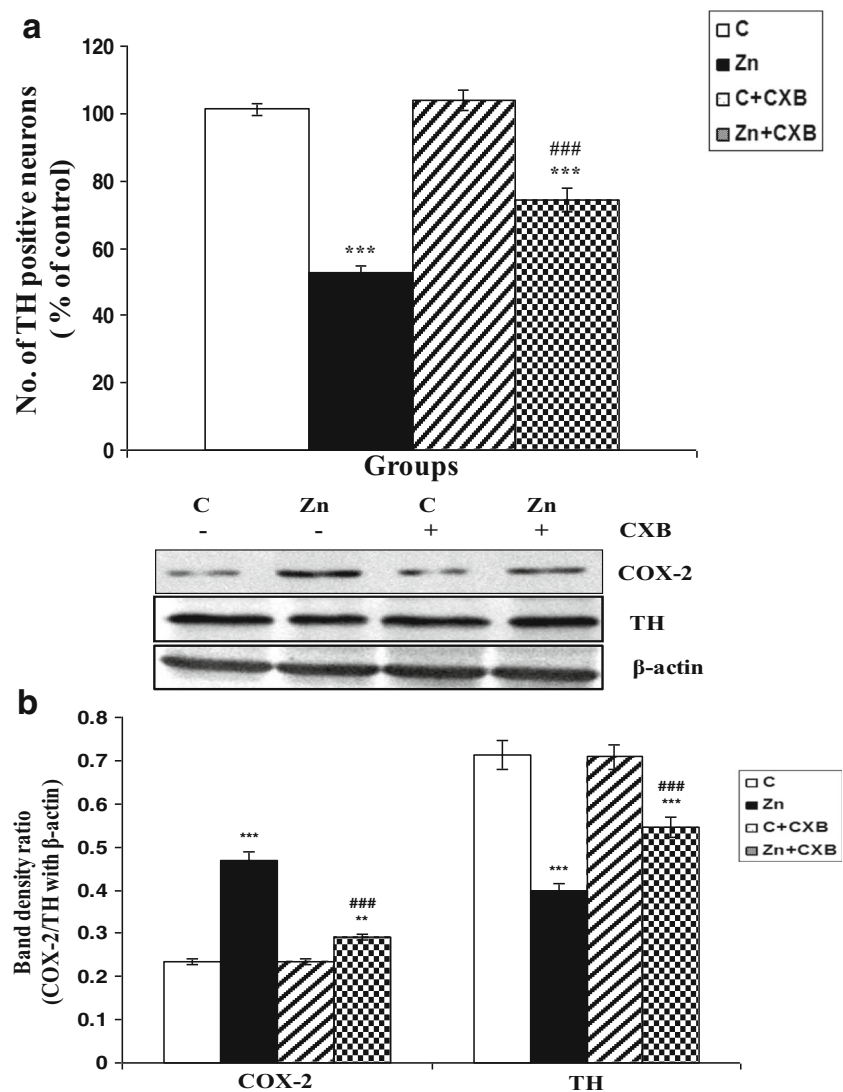 a
No. of TH positive neurons
( % of control)
120
100
80
60
40
20
0
***
###
***
C
Zn
C+CXB
Zn+CXB
Groups
C Zn C Zn
- - + + CXB
COX-2
TH
β-actin
b
Band density ratio
(COX-2/TH with β-actin)
0.8
0.7
0.6
0.5
0.4
0.3
0.2
0.1
0
***
###
**
***
###
***
C
Zn
C+CXB
Zn+CXB
COX-2 TH